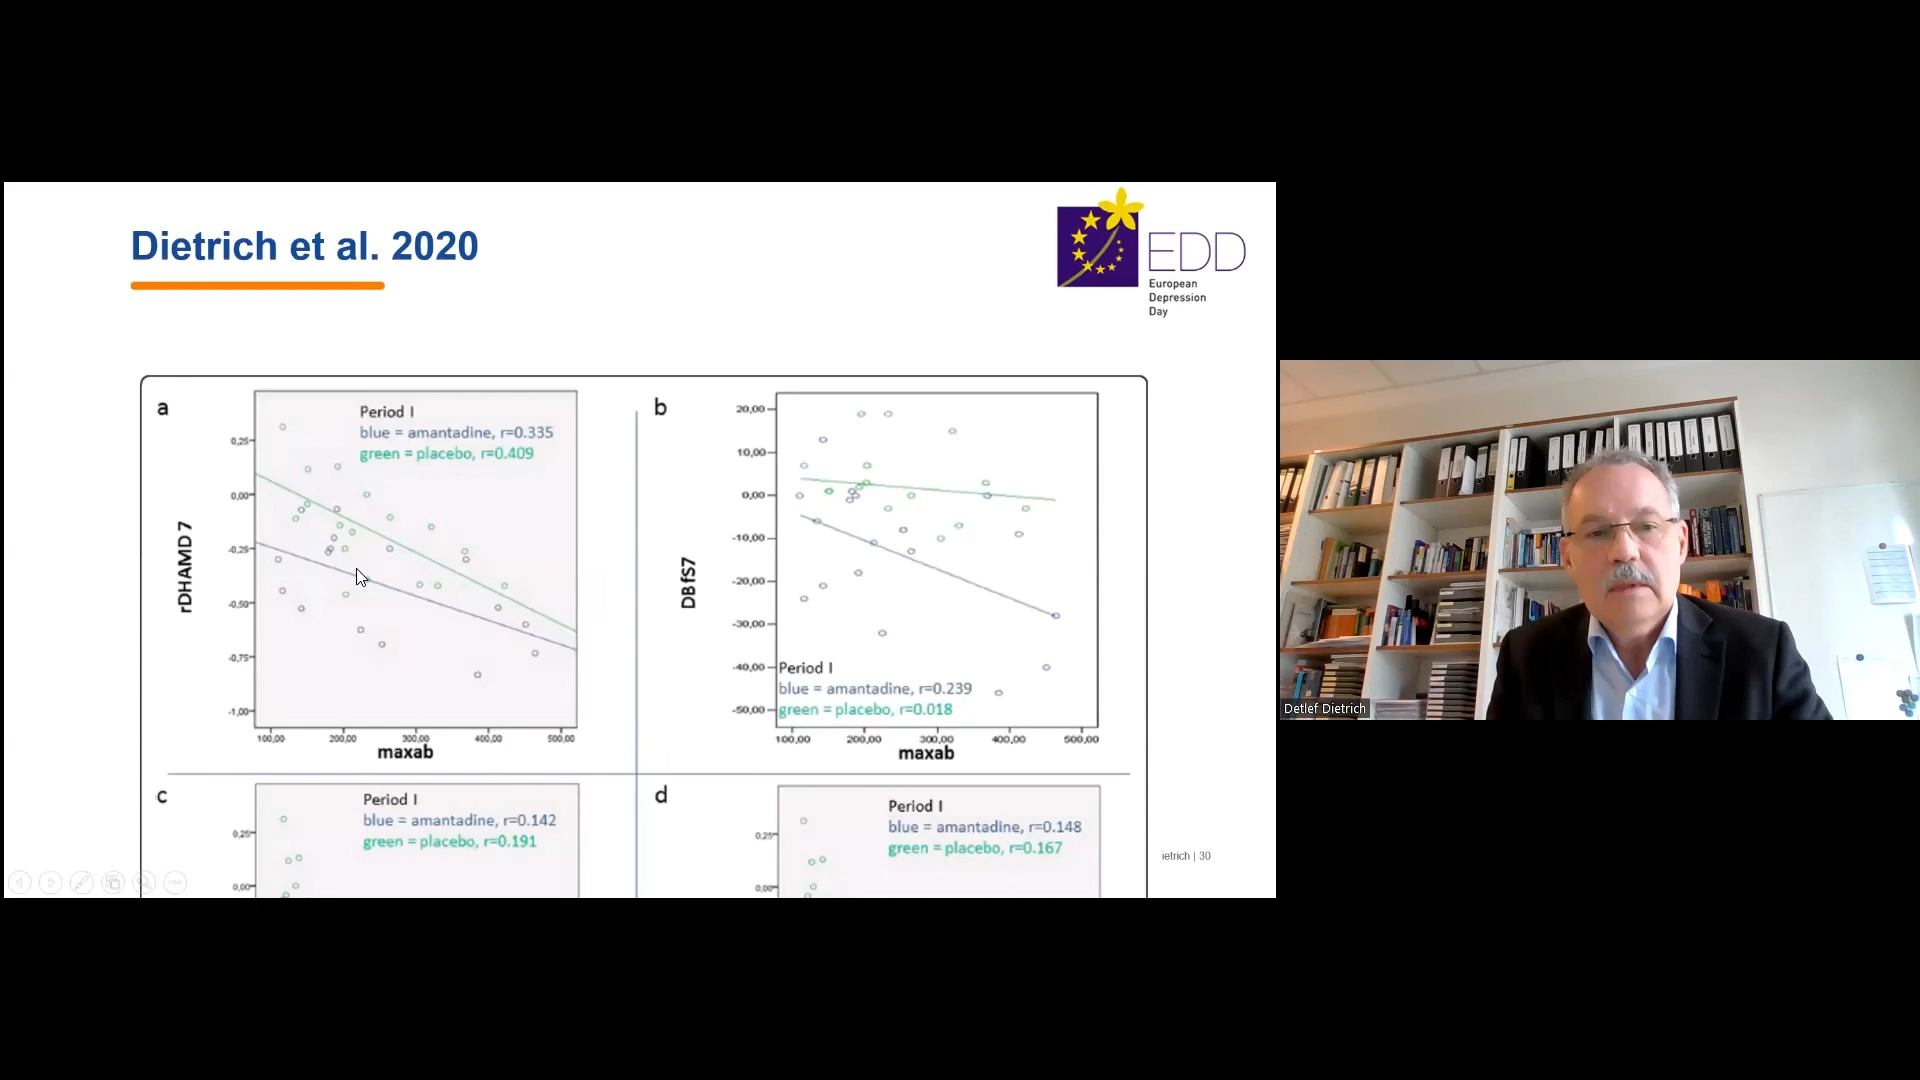 Dietrich et al. 2020
EDD
European
Depression
Day
a
Period I
blue = amantadine, r=0.335
green = placebo, r=0.409
0,25
0,00
-0,25
-0,50
-0,75
-1,00
rDHAMD 7
100,00 200,00 300,00 400,00 500,00
maxab
b
20,00
10,00
0,00
-10,00
-20,00
-30,00
-40,00
-50,00
DBfS7
Period I
blue = amantadine, r=0.239
green = placebo, r=0.018
100,00 200,00 300,00 400,00 500,00
maxab
c
Period I
blue = amantadine, r=0.142
green = placebo, r=0.191
0,25
0,00
d
Period I
blue = amantadine, r=0.148
green = placebo, r=0.167
0,25
0,00
ietrich | 30
Detlef Dietrich